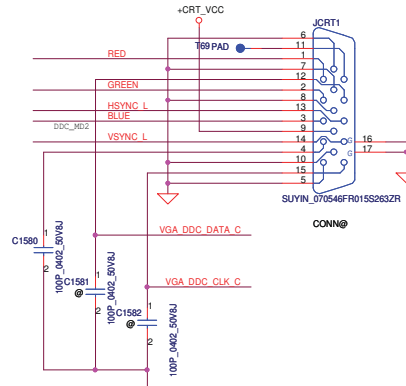 +CRT_VCC
JCRT1
6
T69 PAD
11
RED
1
7
12
GREEN
2
8
HSYNC_L
13
BLUE
3
DDC_MD2
9
VSYNC_L
14
G
16
4
G
17
10
15
5
SUYIN_070546FR015S263ZR
CONN@
1
C1580
2
100P_0402_50V8J
VGA_DDC_DATA_C
1
C1581
@
2
100P_0402_50V8J
VGA_DDC_CLK_C
1
C1582
@
2
100P_0402_50V8J